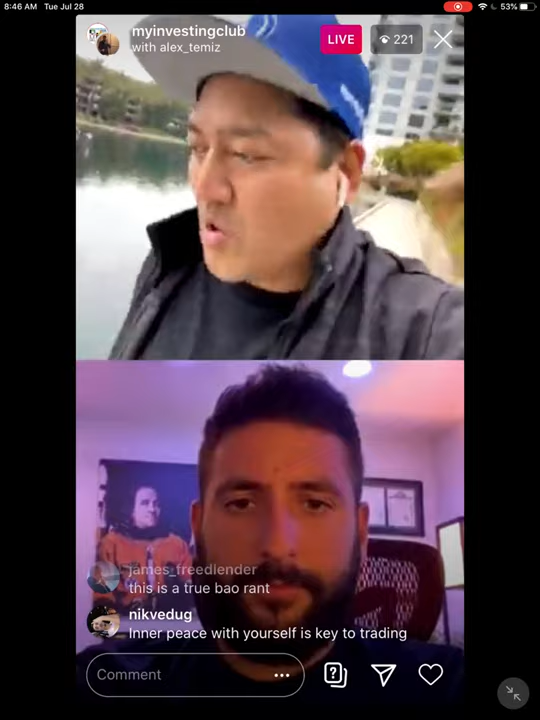 8:46 AM Tue Jul 28
53%
myinvestingclub
with alex_temiz
LIVE
221
james_freedlender
this is a true bao rant
nikvedug
Inner peace with yourself is key to trading
Comment